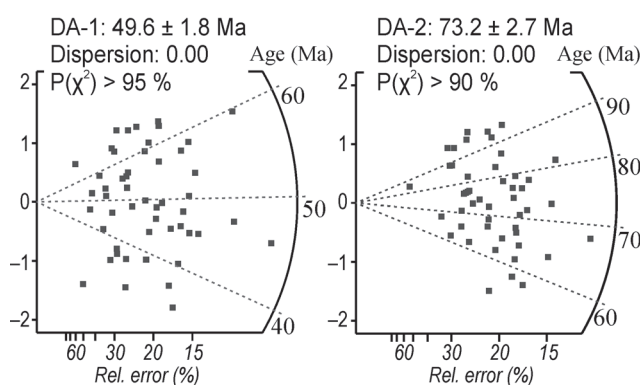 DA-1: 49.6 ± 1.8 Ma
Dispersion: 0.00
P(χ²) > 95 %
Age (Ma)
60
50
40
2
1
0
–1
–2
60
30
20
15
Rel. error (%)
DA-2: 73.2 ± 2.7 Ma
Dispersion: 0.00
P(χ²) > 90 %
Age (Ma)
90
80
70
60
2
1
0
–1
–2
60
30
20
15
Rel. error (%)